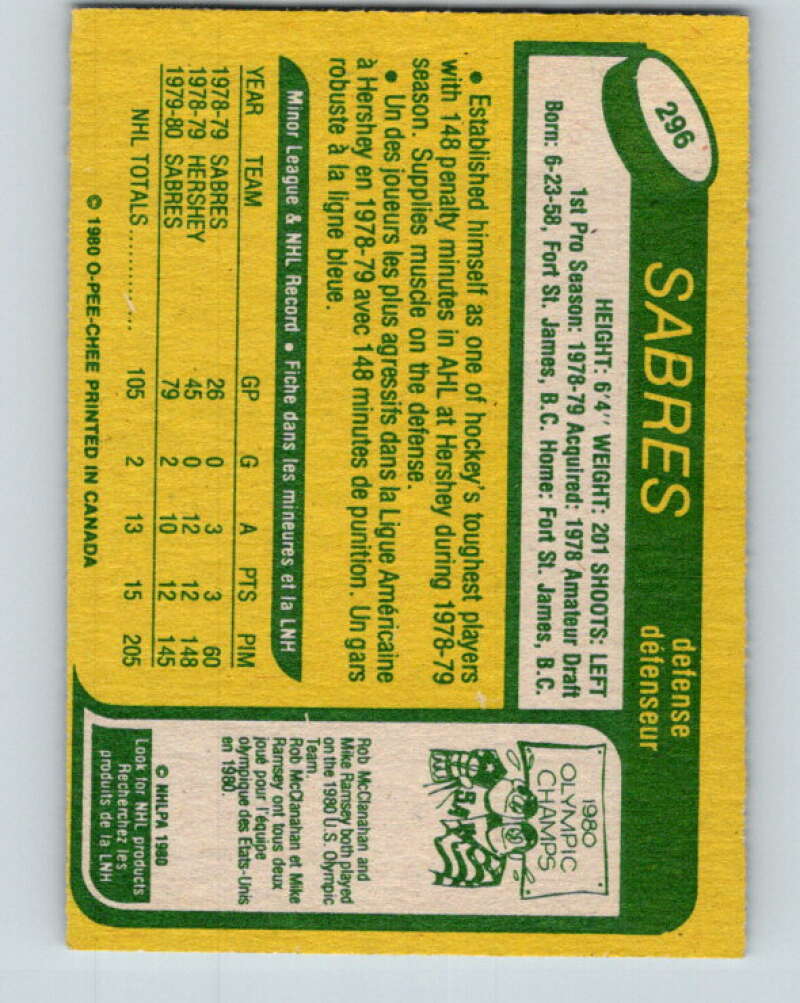 296
SABRES
defense
défenseur
HEIGHT: 6'4" WEIGHT: 201 SHOOTS: LEFT
1st Pro Season: 1978-79 Acquired: 1978 Amateur Draft
Born: 6-23-58, Fort St. James, B.C. Home: Fort St. James, B.C.
• Established himself as one of hockey's toughest players
with 148 penalty minutes in AHL at Hershey during 1978-79
season. Supplies muscle on the defense.
• Un des joueurs les plus agressifs dans la Ligue Américaine
à Hershey en 1978-79 avec 148 minutes de punition. Un gars
robuste à la ligne bleue.
Minor League & NHL Record • Fiche dans les mineures et la LNH
YEAR TEAM GP G A PTS PIM
1978-79 SABRES 26 0 3 3 60
1978-79 HERSHEY 45 0 12 12 148
1979-80 SABRES 79 2 10 12 145
NHL TOTALS ............ 105 2 13 15 205
© 1980 O-PEE-CHEE PRINTED IN CANADA
1980
OLYMPIC
CHAMPS
Rob McClanahan and
Mike Ramsey both played
on the 1980 U.S. Olympic
Team.
Rob McClanahan et Mike
Ramsey ont tous deux
joué pour l'équipe
olympique des États-Unis
en 1980.
© NHLPA 1980
Look for NHL products
Recherchez les
produits de la LNH